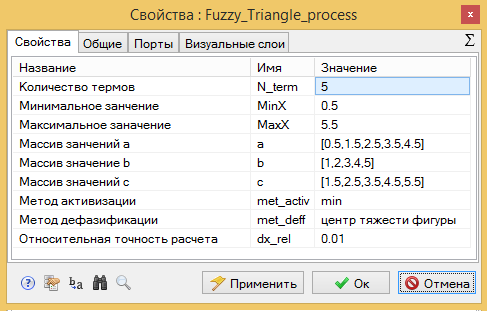 Свойства : Fuzzy_Triangle_process
x
Свойства Общие Порты Визуальные слои Σ
Название Имя Значение
Количество термов N_term 5
Минимальное занчение MinX 0.5
Максимальное заначение MaxX 5.5
Массив занчений a a [0.5,1.5,2.5,3.5,4.5]
Массив значение b b [1,2,3,4,5]
Массив значений c c [1.5,2.5,3.5,4.5,5.5]
Метод активизации met_activ min
Метод дефазификации met_deff центр тяжести фигуры
Относительная точность расчета dx_rel 0.01
? b a Применить Ok Отмена